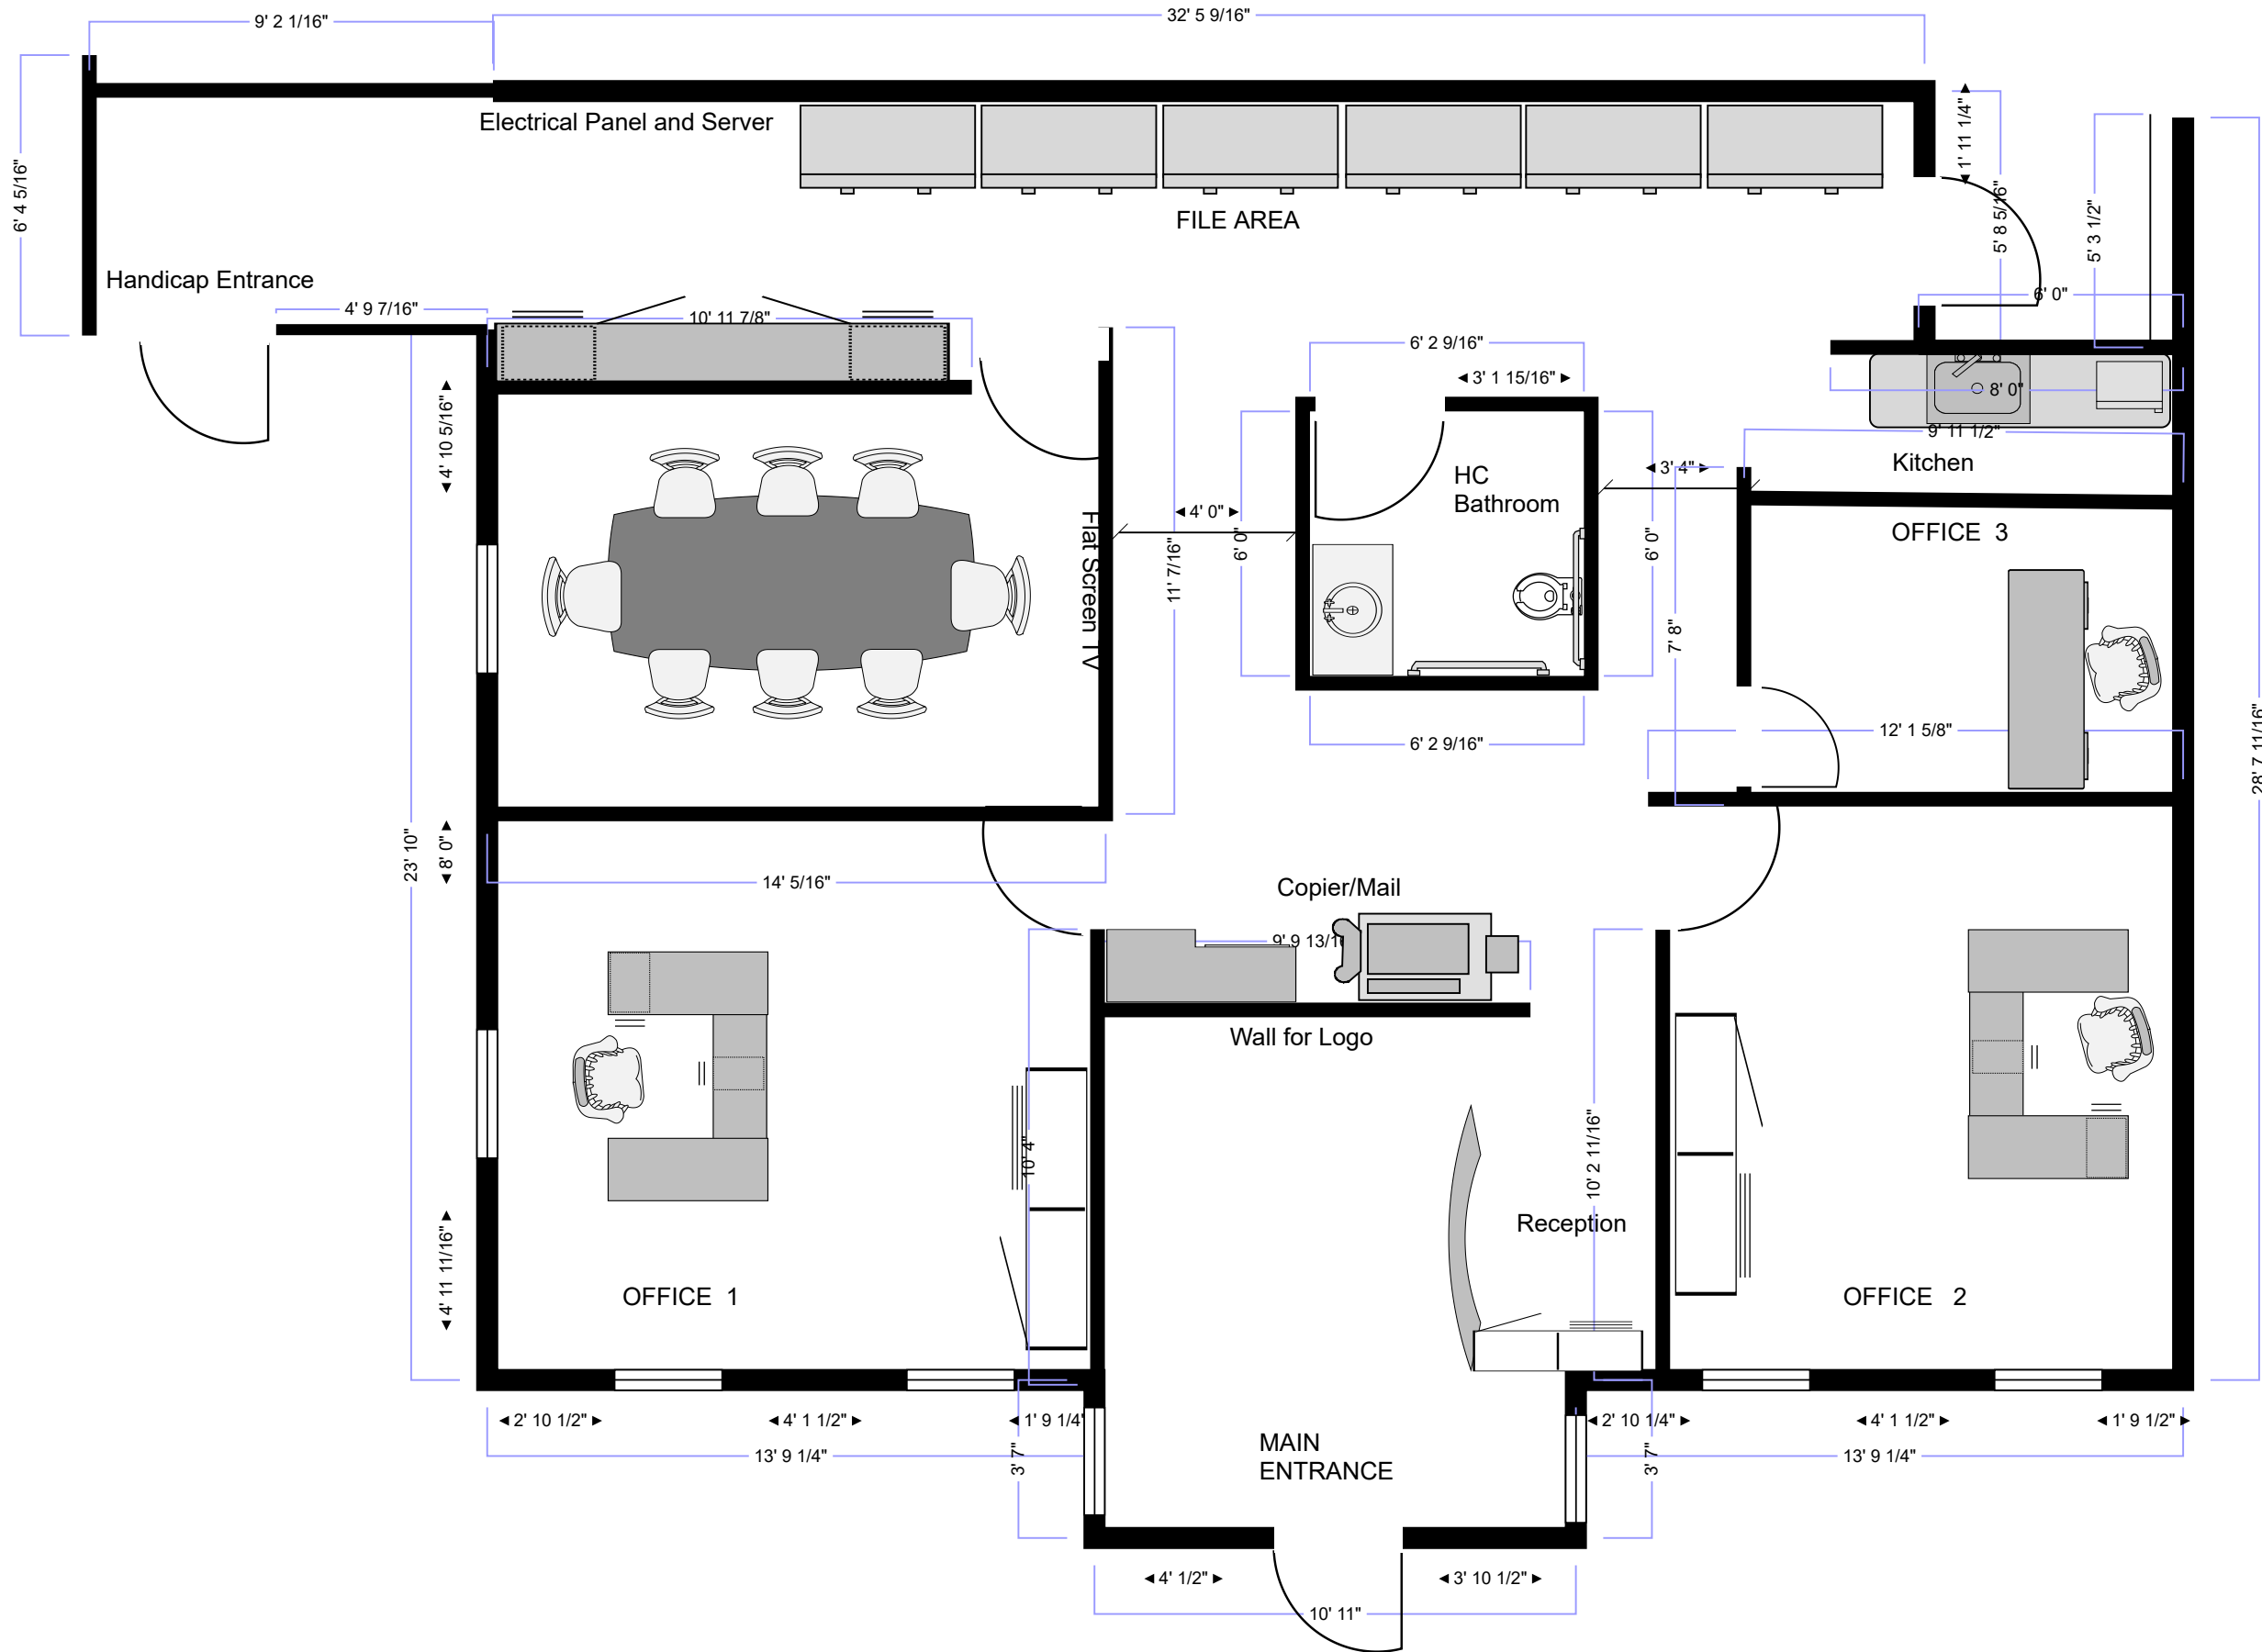 32' 5 9/16"
9' 2 1/16"
1' 11 1/4"
Electrical Panel and Server
6' 4 5/16"
FILE AREA
5' 8 5/16"
5' 3 1/2"
Handicap Entrance
6' 0"
4' 9 7/16"
10' 11 7/8"
6' 2 9/16"
3' 1 15/16"
8' 0"
4' 10 5/16"
9' 11 1/2"
Kitchen
3' 4"
HC
Bathroom
4' 0"
OFFICE 3
6' 0"
6' 0"
11' 7/16"
Flat Screen TV
7' 8"
12' 1 5/8"
6' 2 9/16"
28' 7 11/16"
23' 10"
8' 0"
14' 5/16"
Copier/Mail
9' 9 13/1
Wall for Logo
10' 4"
10' 2 11/16"
Reception
4' 11 11/16"
OFFICE 1
OFFICE 2
2' 10 1/2"
4' 1 1/2"
1' 9 1/4"
2' 10 1/4"
4' 1 1/2"
1' 9 1/2"
MAIN
ENTRANCE
13' 9 1/4"
3' 7"
3' 7"
13' 9 1/4"
4' 1/2"
3' 10 1/2"
10' 11"